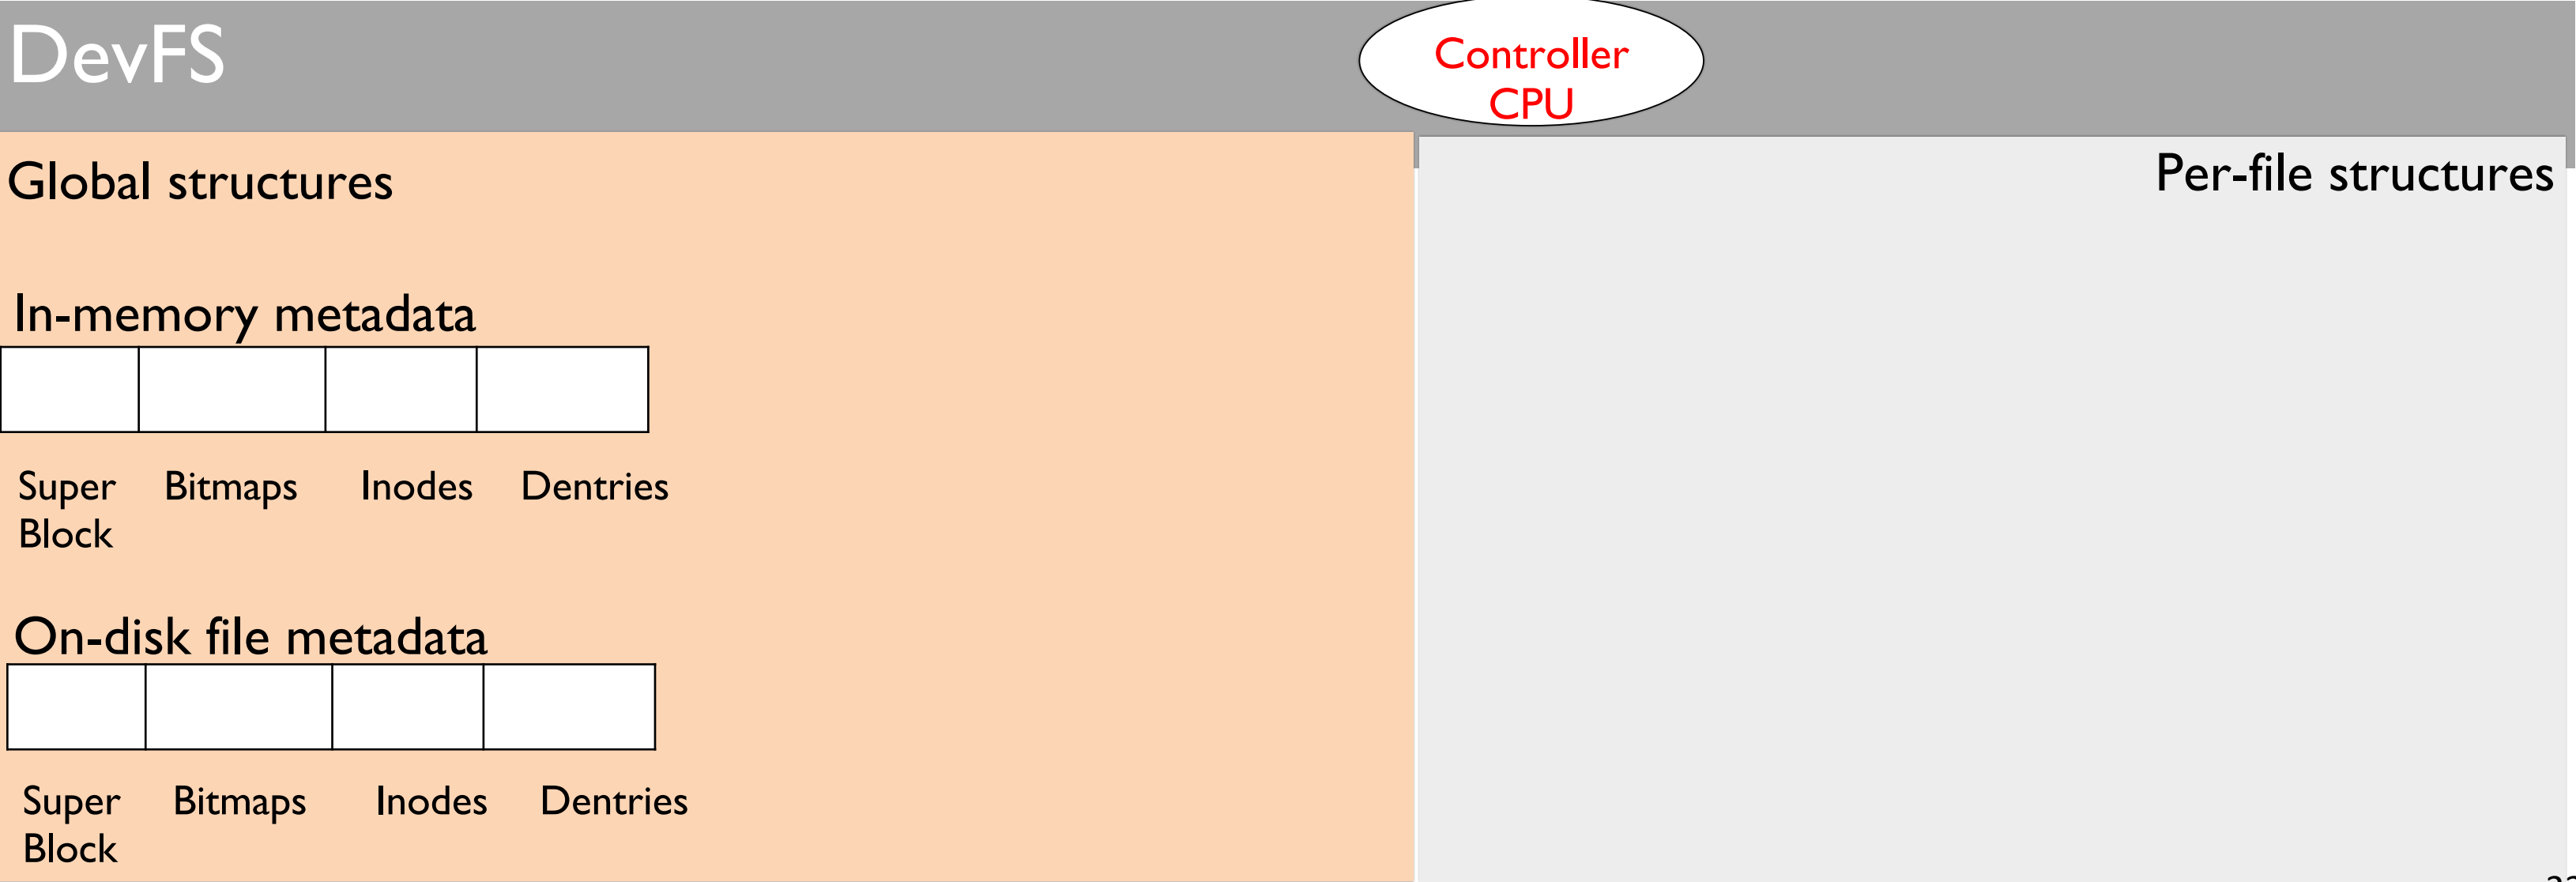 DevFS
Controller
CPU
Global structures
Per-file structures
In-memory metadata
Super Bitmaps Inodes Dentries
Block
On-disk file metadata
Super Bitmaps Inodes Dentries
Block